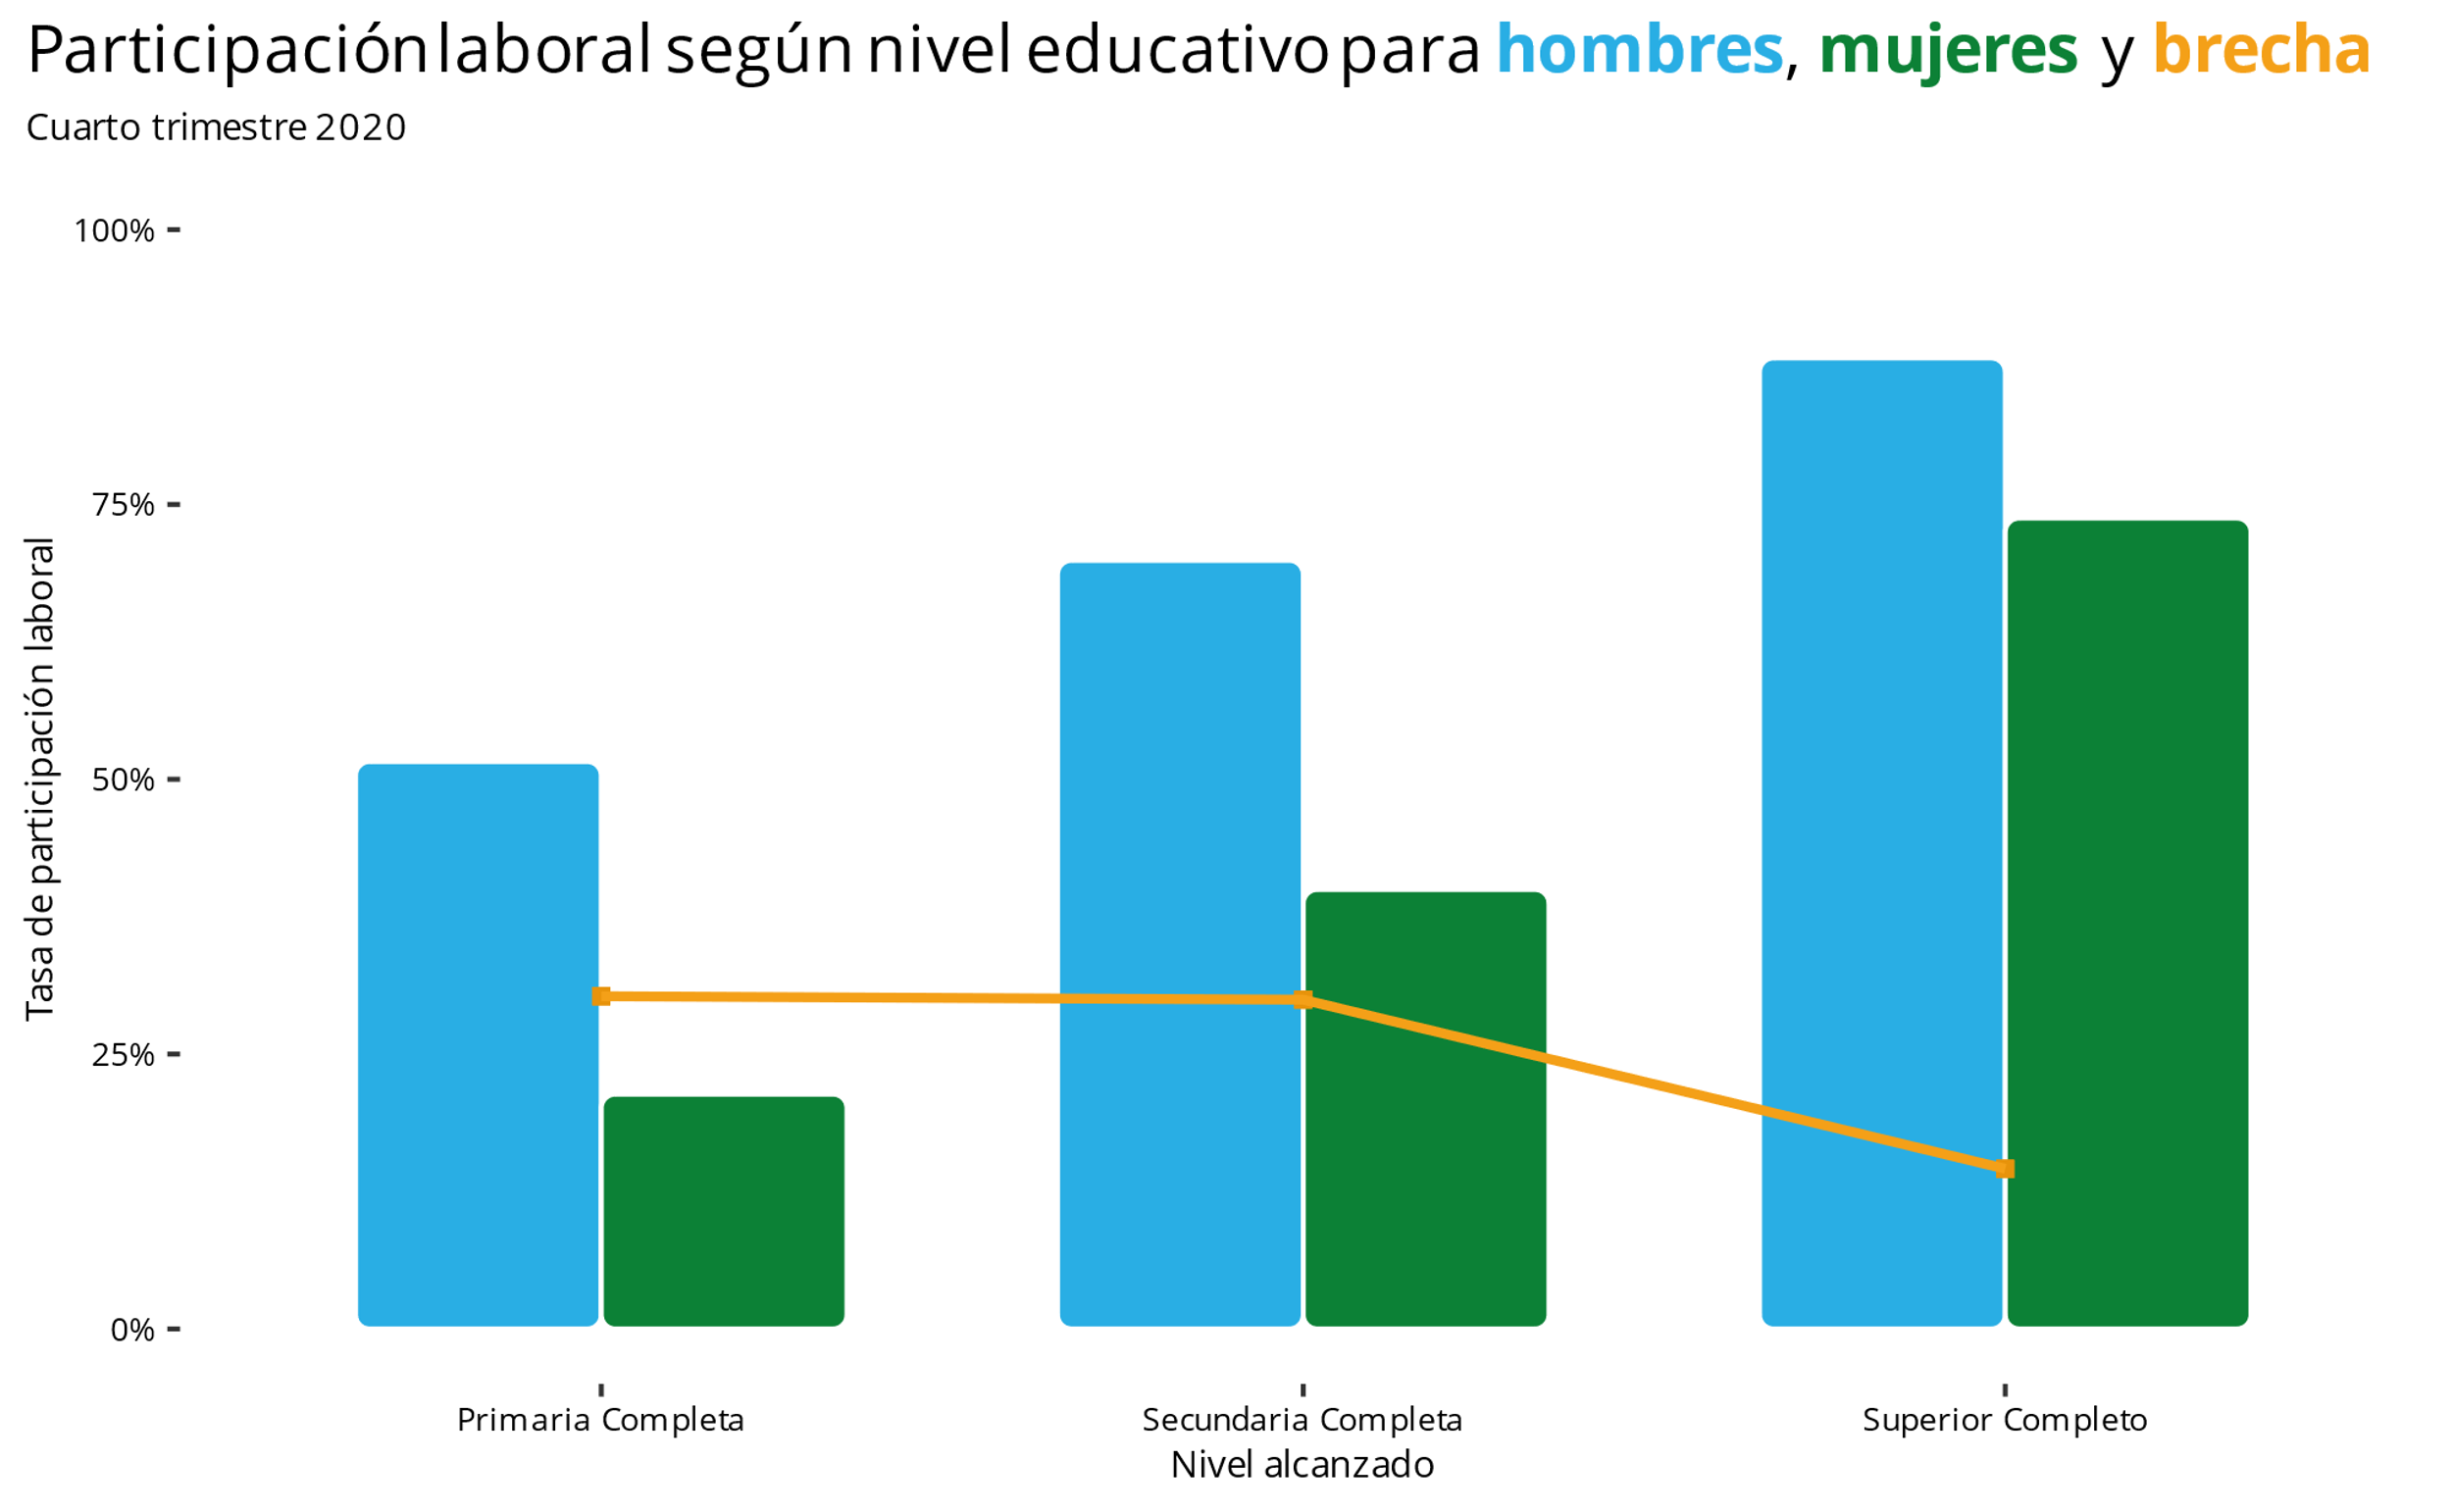 Participación laboral según nivel educativo para hombres, mujeres y brecha
Cuarto trimestre 2020
100%
75%
50%
25%
0%
Tasa de participación laboral
Primaria Completa
Secundaria Completa
Superior Completo
Nivel alcanzado